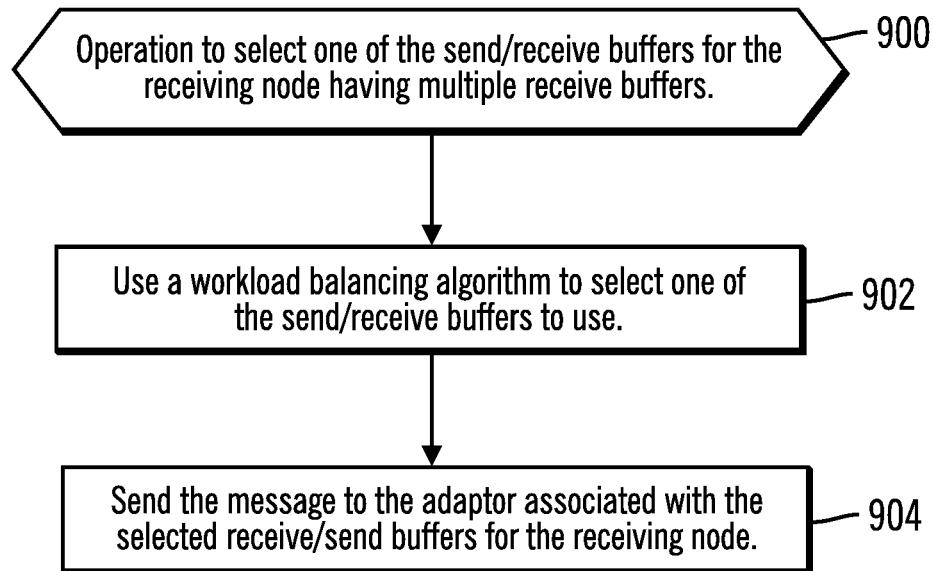 Operation to select one of the send/receive buffers for the
receiving node having multiple receive buffers.
900
Use a workload balancing algorithm to select one of
the send/receive buffers to use.
902
Send the message to the adaptor associated with the
selected receive/send buffers for the receiving node.
904